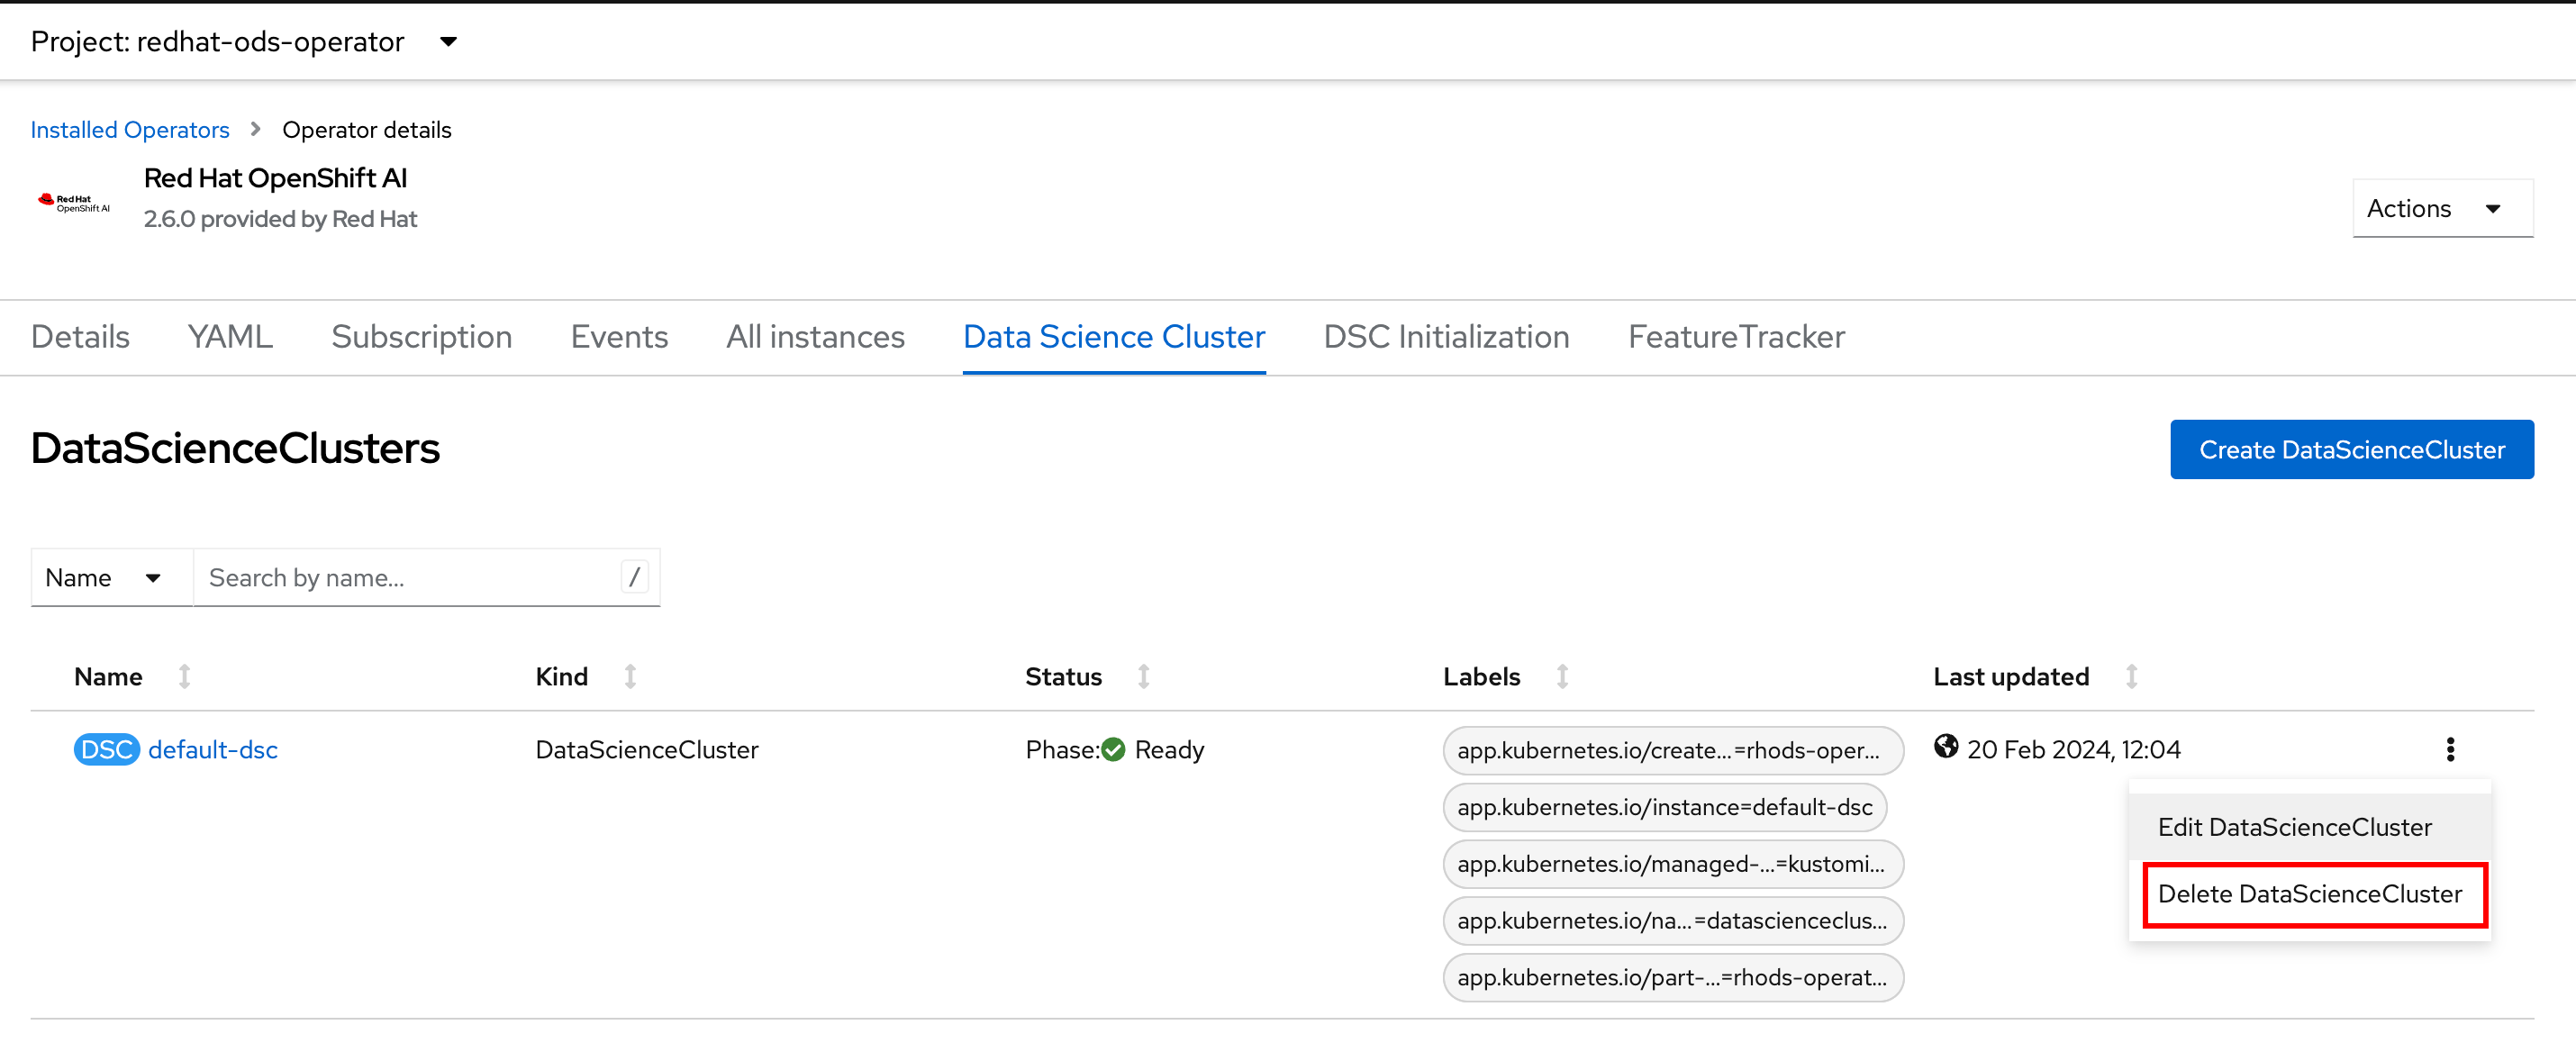 Project: redhat-ods-operator
Installed Operators > Operator details
Red Hat OpenShift AI
Red Hat
OpenShift AI
2.6.0 provided by Red Hat
Actions
Details YAML Subscription Events All instances Data Science Cluster DSC Initialization FeatureTracker
DataScienceClusters
Create DataScienceCluster
Name Search by name... /
Name Kind Status Labels Last updated
DSC default-dsc DataScienceCluster Phase: Ready app.kubernetes.io/create...=rhods-oper... 20 Feb 2024, 12:04
app.kubernetes.io/instance=default-dsc
Edit DataScienceCluster
app.kubernetes.io/managed-...=kustomi...
Delete DataScienceCluster
app.kubernetes.io/na...=datascienceclus...
app.kubernetes.io/part-...=rhods-operat...